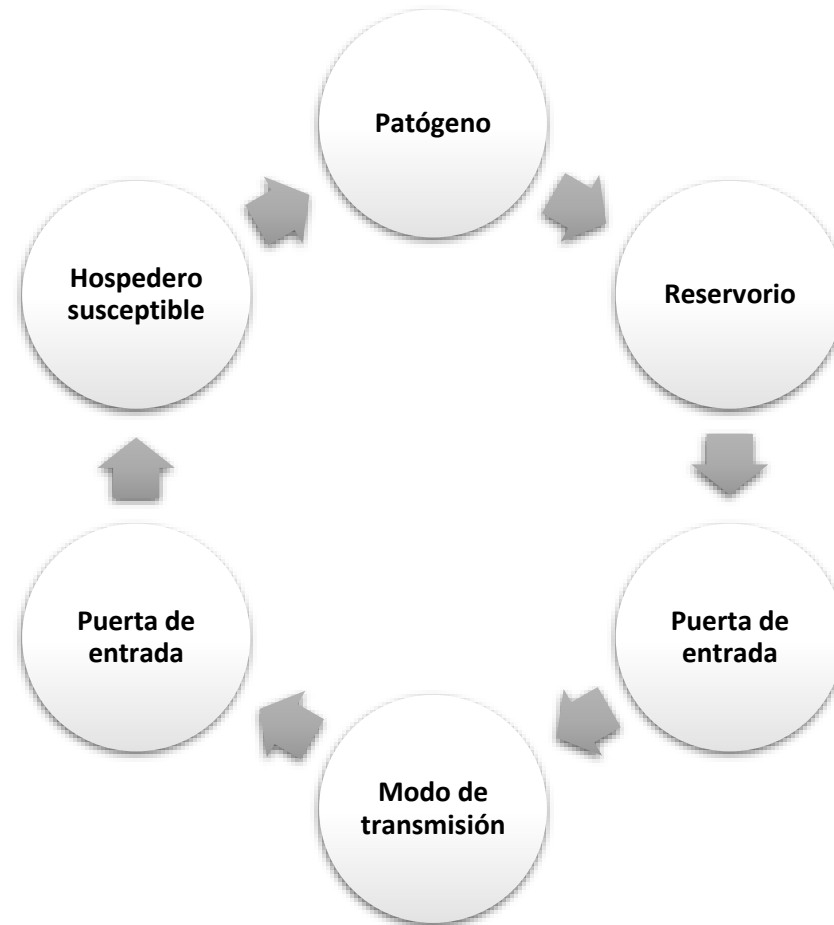 Patógeno
Reservorio
Puerta de
entrada
Modo de
transmisión
Puerta de
entrada
Hospedero
susceptible